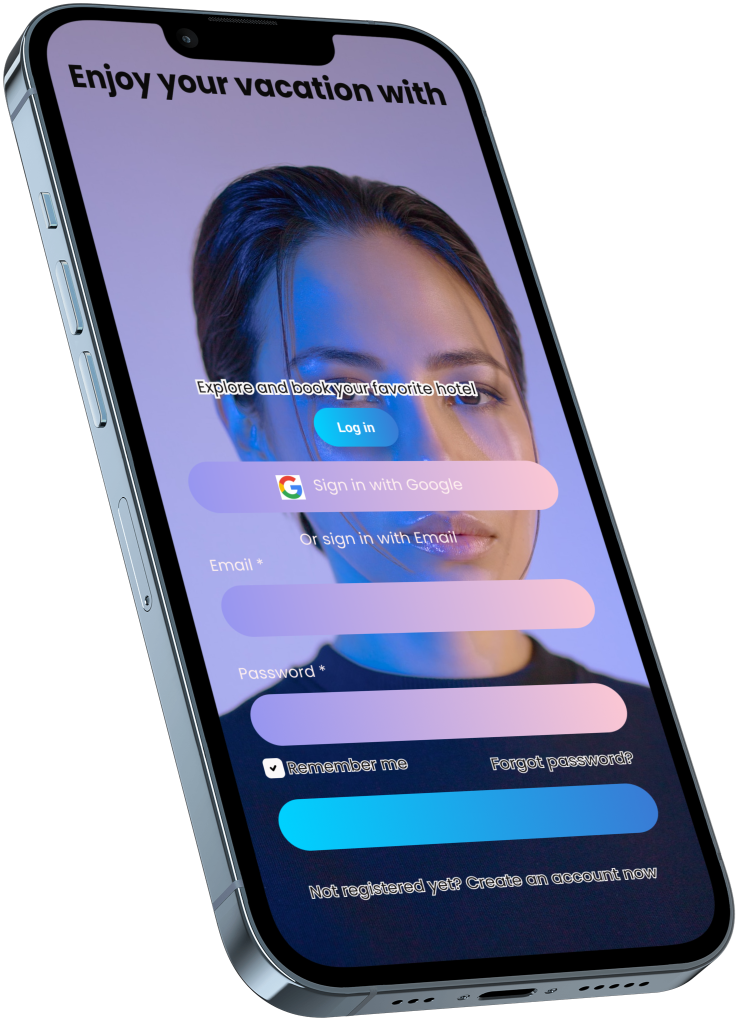 Enjoy your vacation with
Explore and book your favorite hotel
Log in
Sign in with Google
Or sign in with Email
Email *
Password *
Remember me
Forgot password?
Not registered yet? Create an account now